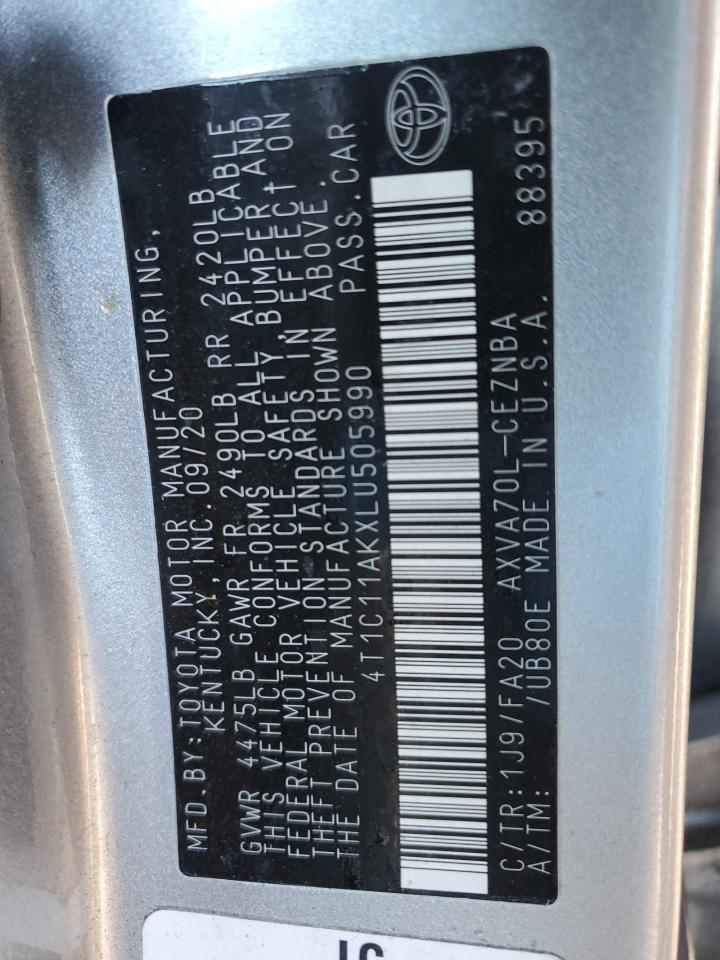 MFD.BY:TOYOTA MOTOR MANUFACTURING,
KENTUCKY,INC.09/20
GVWR 4475LB GAWR FR 2490LB RR 2420LB
THIS VEHICLE CONFORMS TO ALL APPLICABLE
FEDERAL MOTOR VEHICLE SAFETY BUMPER,AND
THEFT PREVENTION STANDARDS IN EFFECT ON
THE DATE OF MANUFACTURE SHOWN ABOVE.
4T1C11AKXLU505990 PASS.CAR
C/TR:1J9/FA20 AXVA70L-CEZNBA
A/TM: /UB80E MADE IN U.S.A. 88395